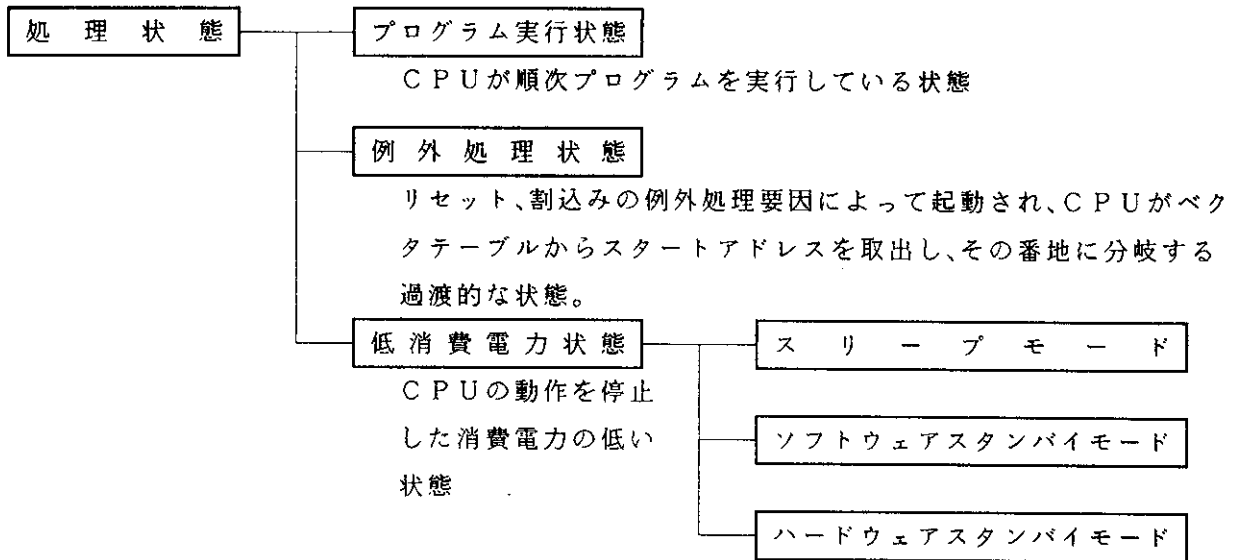 処理状態
プログラム実行状態
CPUが順次プログラムを実行している状態
例外処理状態
リセット、割込みの例外処理要因によって起動され、CPUがベク
タテーブルからスタートアドレスを取出し、その番地に分岐する
過渡的な状態。
低消費電力状態
CPUの動作を停止
した消費電力の低い
状態
スリープモード
ソフトウェアスタンバイモード
ハードウェアスタンバイモード